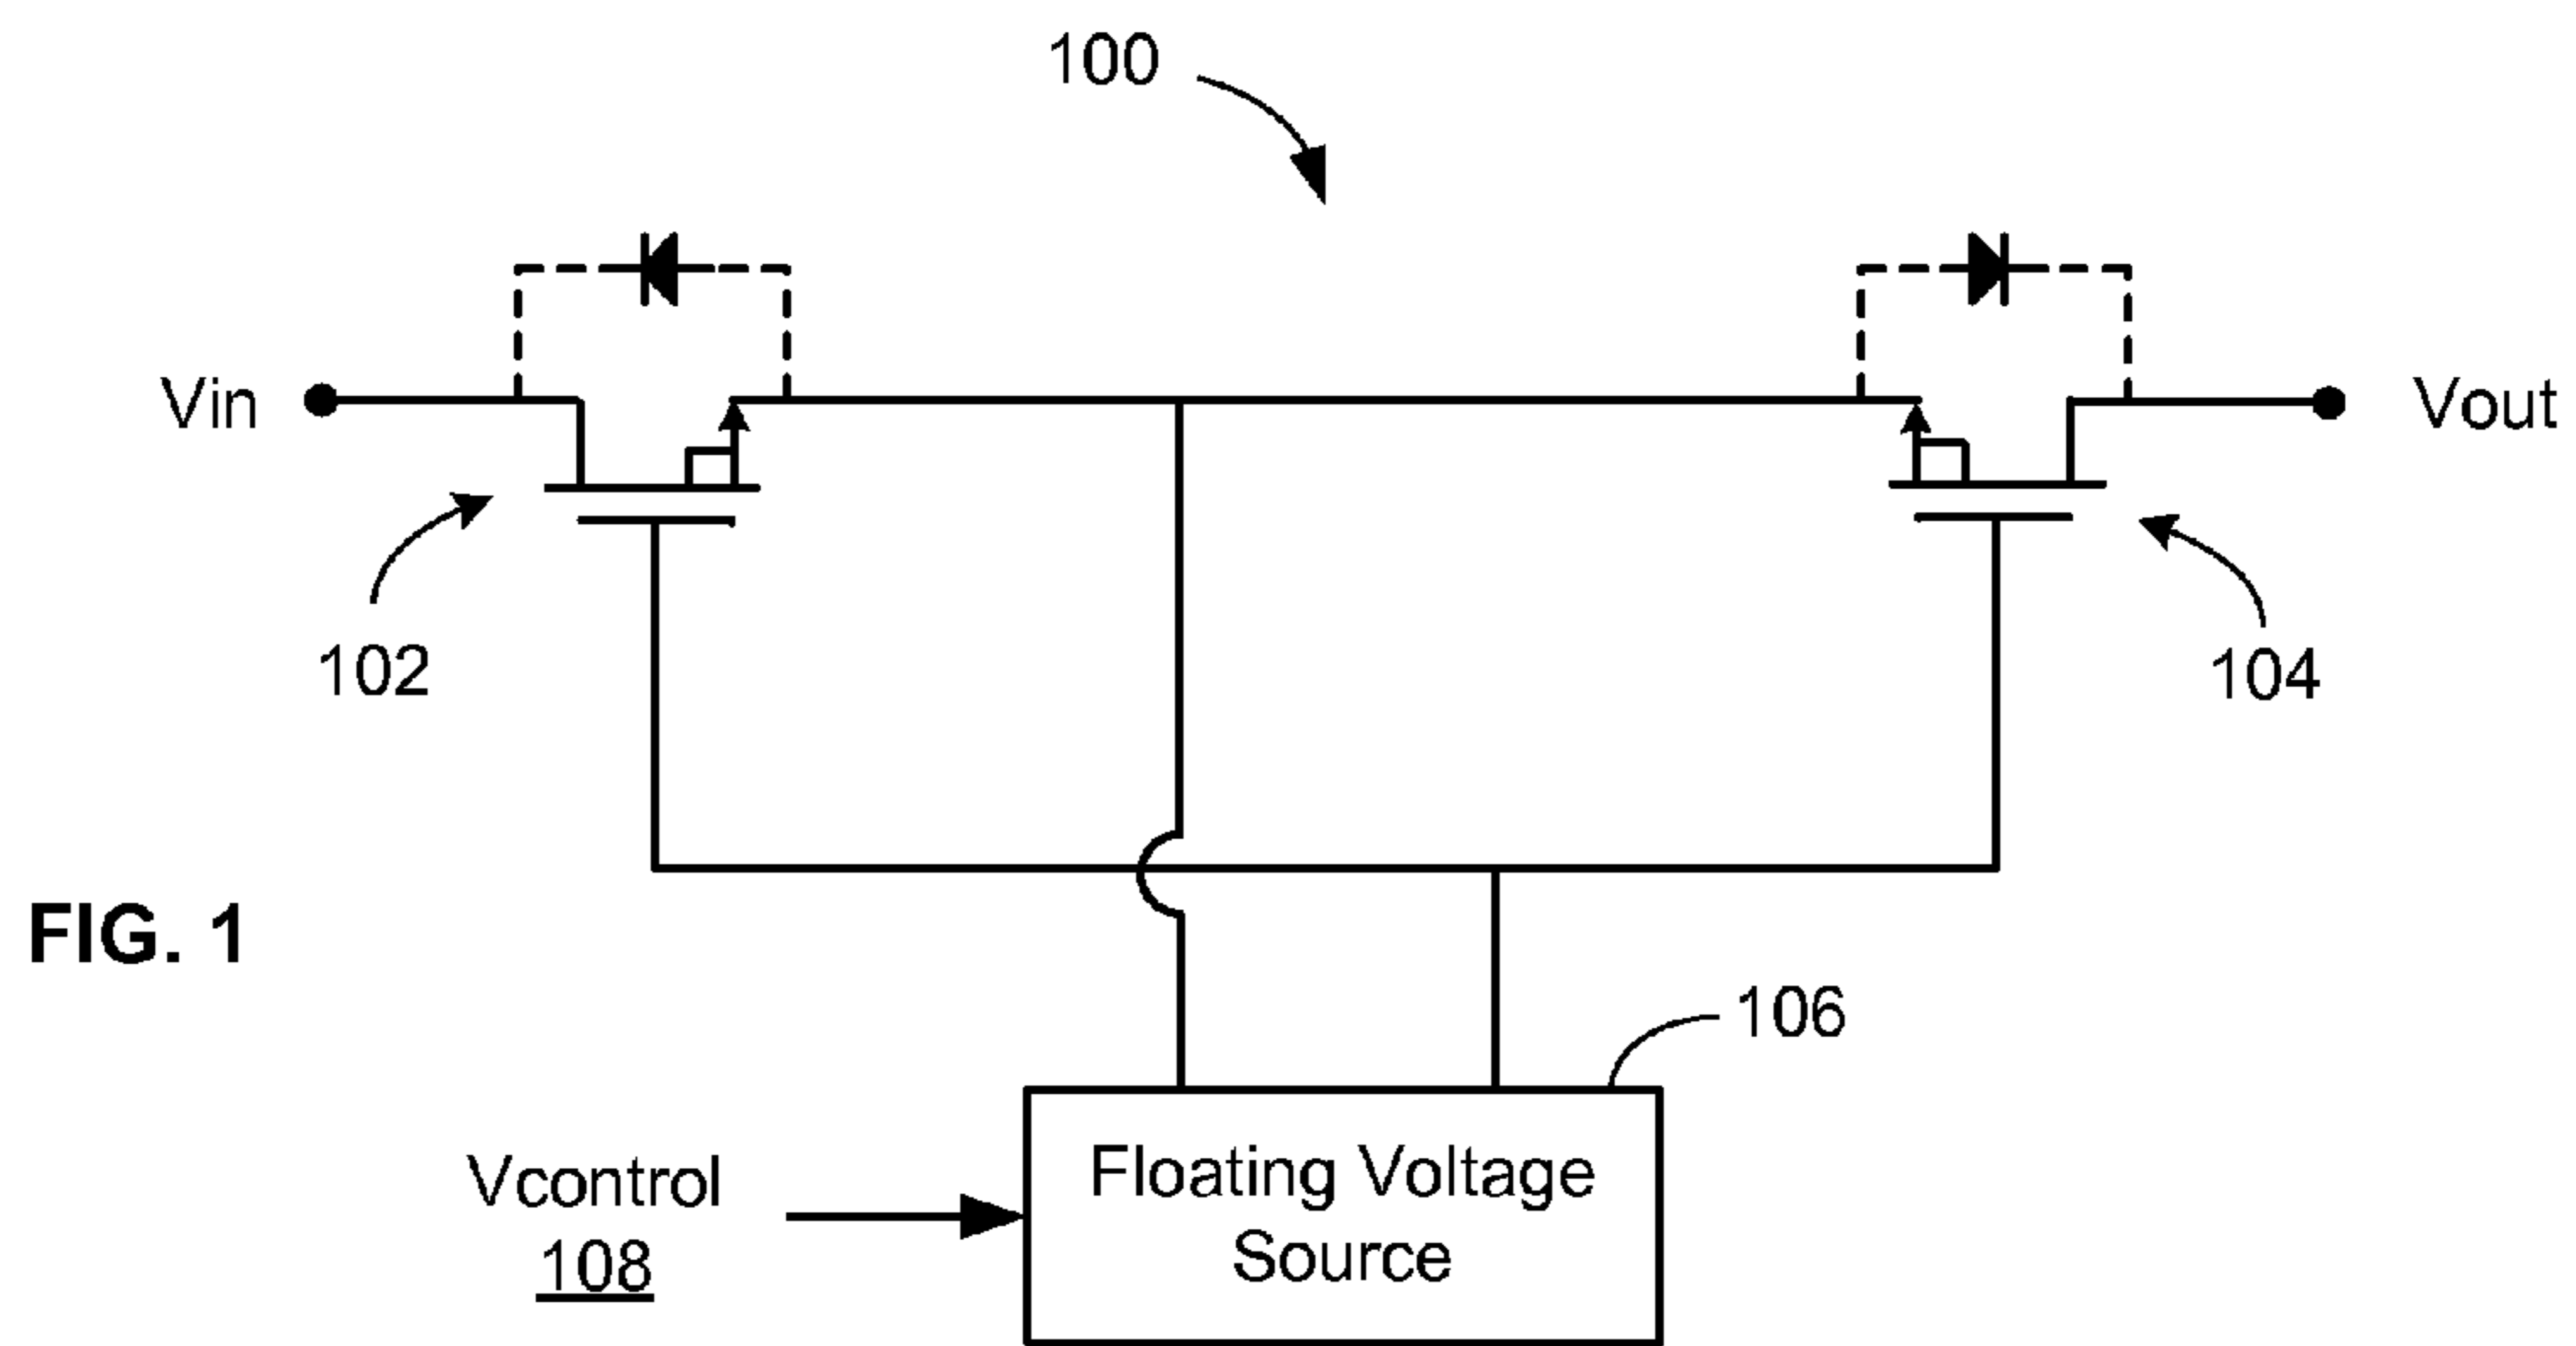 100
Vin
Vout
102
104
FIG. 1
106
Vcontrol
108
Floating Voltage
Source